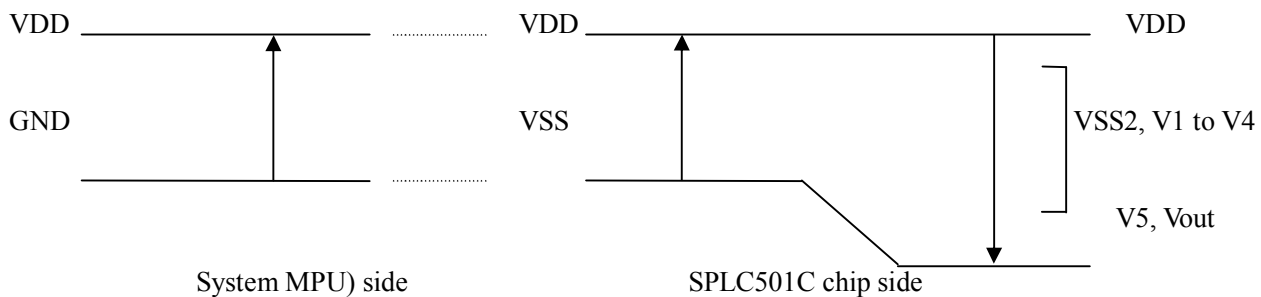 VDD VDD VDD
GND VSS VSS2, V1 to V4
V5, Vout
System MPU) side SPLC501C chip side